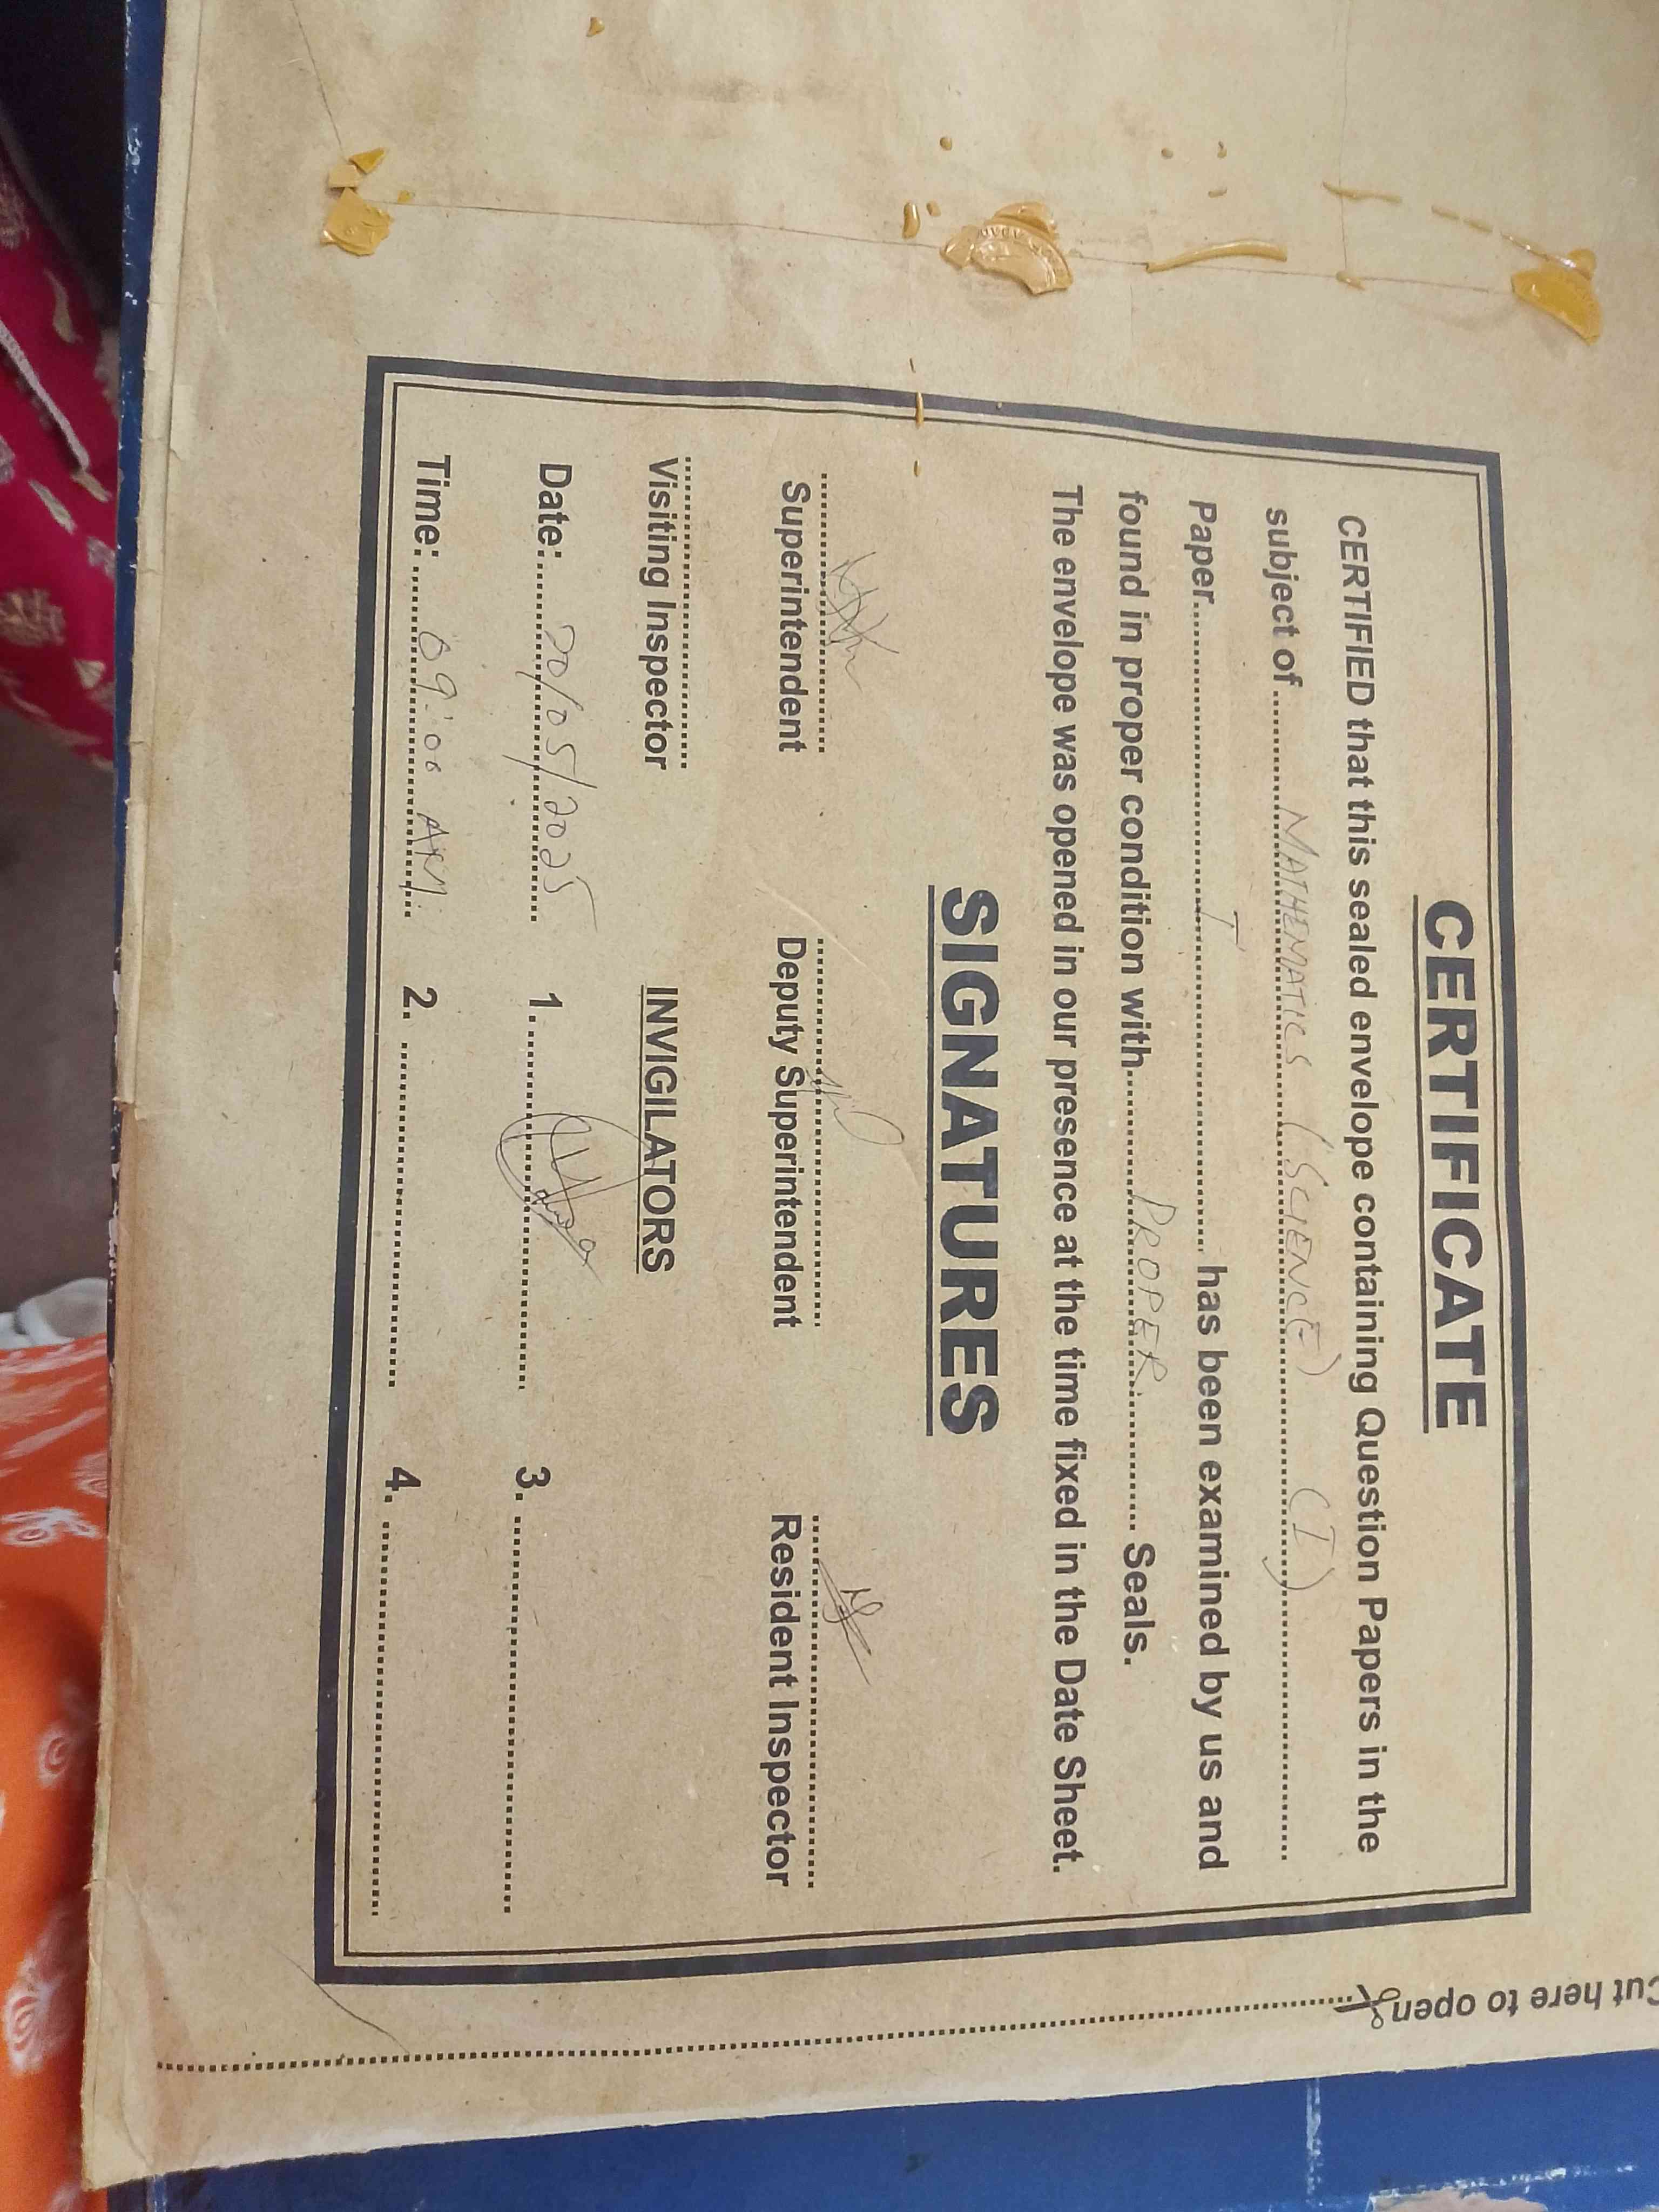 CERTIFICATE
CERTIFIED that this sealed envelope containing Question Papers in the
subject of........MATHEMATICS (SCIENCE) (I)........
Paper........I........ has been examined by us and
found in proper condition with........PROPER........ Seals.
The envelope was opened in our presence at the time fixed in the Date Sheet.
SIGNATURES
Superintendent Deputy Superintendent Resident Inspector
Visiting Inspector INVIGILATORS
Date:........20/05/2025........ 1. ........ 3. ........
Time:........09:00 AM........ 2. ........ 4. ........
Cut here to open